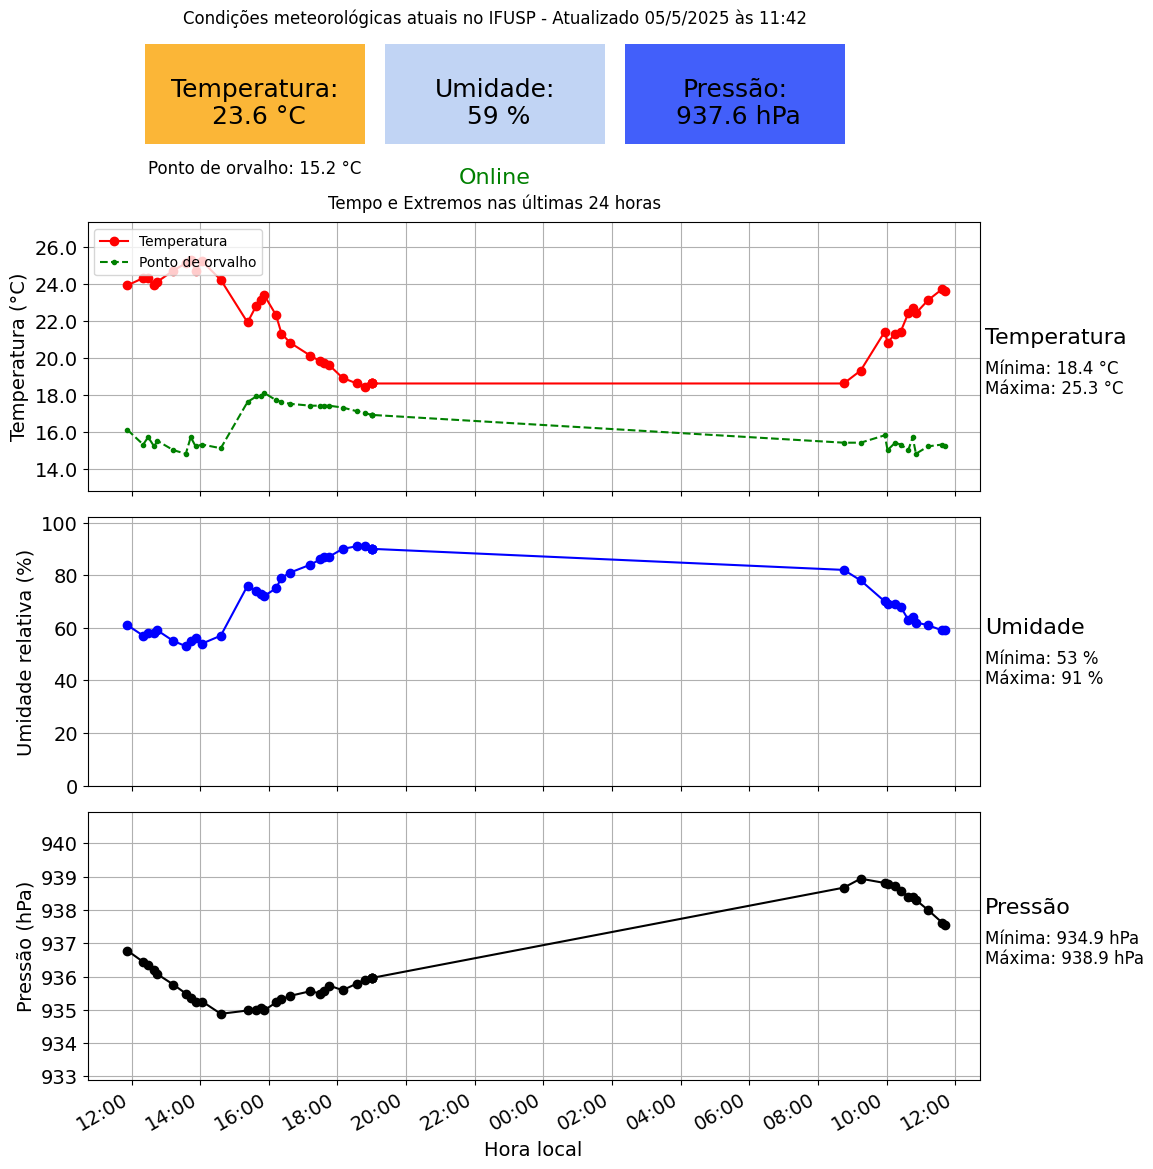 Condições meteorológicas atuais no IFUSP - Atualizado 05/5/2025 às 11:42
Temperatura:
23.6 °C
Umidade:
59 %
Pressão:
937.6 hPa
Ponto de orvalho: 15.2 °C
Online
Tempo e Extremos nas últimas 24 horas
Temperatura
Ponto de orvalho
Temperatura (°C)
26.0
24.0
22.0
20.0
18.0
16.0
14.0
Temperatura
Mínima: 18.4 °C
Máxima: 25.3 °C
Umidade relativa (%)
100
80
60
40
20
0
Umidade
Mínima: 53 %
Máxima: 91 %
Pressão (hPa)
940
939
938
937
936
935
934
933
Pressão
Mínima: 934.9 hPa
Máxima: 938.9 hPa
12:00 14:00 16:00 18:00 20:00 22:00 00:00 02:00 04:00 06:00 08:00 10:00 12:00
Hora local